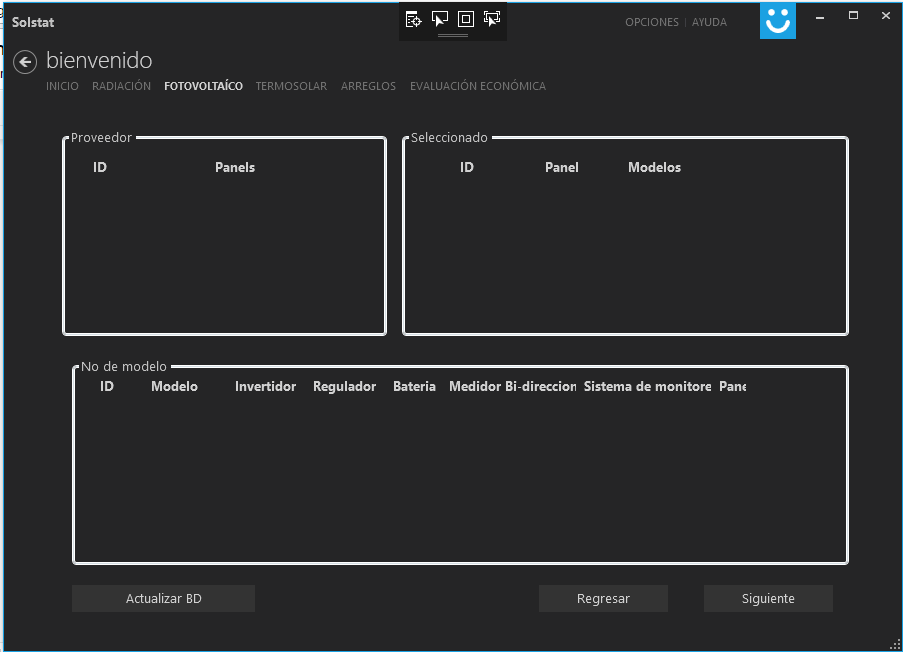 Solstat
OPCIONES | AYUDA
bienvenido
INICIO RADIACIÓN FOTOVOLTAÍCO TERMOSOLAR ARREGLOS EVALUACIÓN ECONÓMICA
Proveedor
ID Panels
Seleccionado
ID Panel Modelos
No de modelo
ID Modelo Invertidor Regulador Bateria Medidor Bi-direccion Sistema de monitore Pane
Actualizar BD Regresar Siguiente